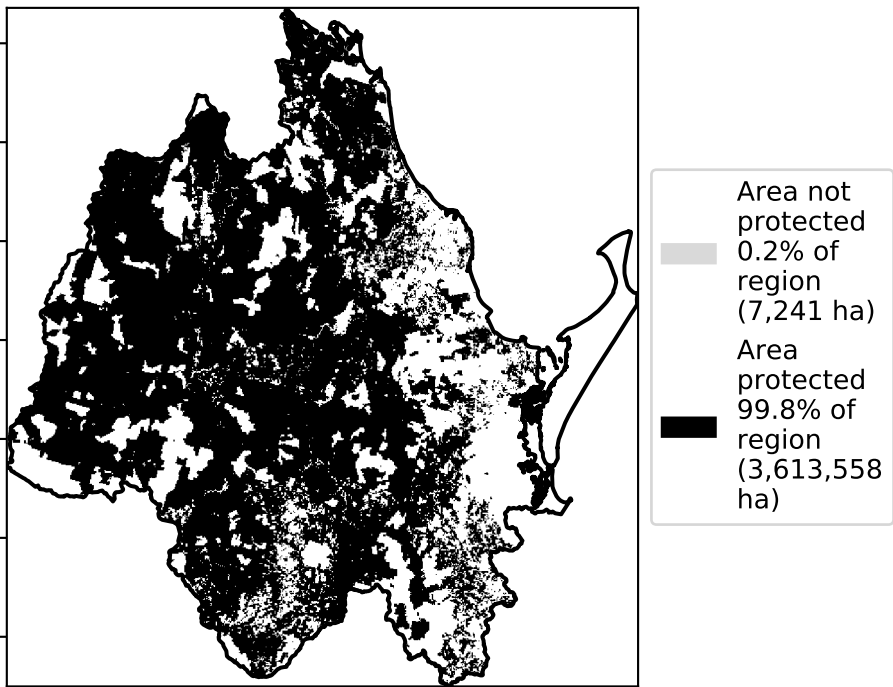 Area not
protected
0.2% of
region
(7,241 ha)
Area
protected
99.8% of
region
(3,613,558
ha)